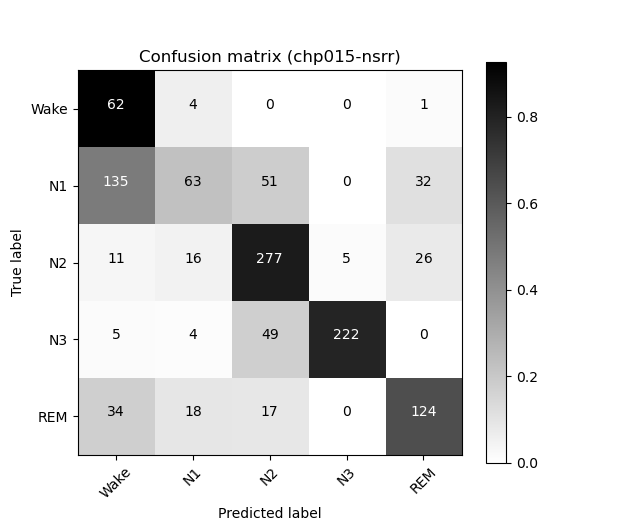 Confusion matrix (chp015-nsrr)
True label
Wake 62 4 0 0 1
N1 135 63 51 0 32
N2 11 16 277 5 26
N3 5 4 49 222 0
REM 34 18 17 0 124
Wake N1 N2 N3 REM
Predicted label
0.8
0.6
0.4
0.2
0.0